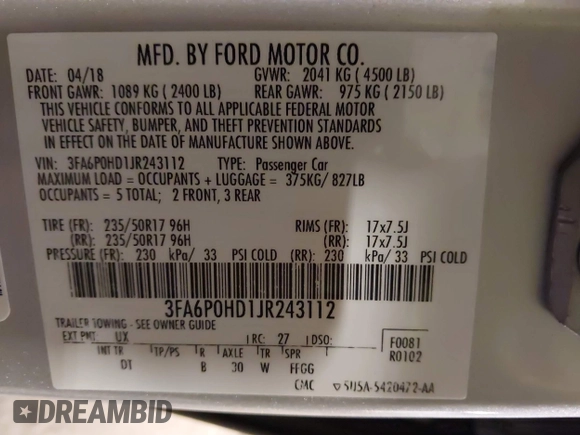 MFD. BY FORD MOTOR CO.
DATE: 04/18 GVWR: 2041 KG ( 4500 LB)
FRONT GAWR: 1089 KG ( 2400 LB) REAR GAWR: 975 KG ( 2150 LB)
THIS VEHICLE CONFORMS TO ALL APPLICABLE FEDERAL MOTOR
VEHICLE SAFETY, BUMPER, AND THEFT PREVENTION STANDARDS
IN EFFECT ON THE DATE OF MANUFACTURE SHOWN ABOVE.
VIN: 3FA6P0HD1JR243112 TYPE: Passenger Car
MAXIMUM LOAD = OCCUPANTS + LUGGAGE = 375KG/ 827LB
OCCUPANTS = 5 TOTAL; 2 FRONT, 3 REAR
TIRE (FR): 235/50R17 96H RIMS (FR): 17x7.5J
(RR): 235/50R17 96H (RR): 17x7.5J
PRESSURE (FR): 230 kPa/ 33 PSI COLD (RR): 230 kPa/ 33 PSI COLD
3FA6P0HD1JR243112
TRAILER TOWING - SEE OWNER GUIDE
EXT PNT: UX RC: 27 DSO: F0081
INT TR TP/PS R AXLE TR SPR R0102
DT B 30 W FFGG
CMC 5U5A-5420472-AA
DREAMBID